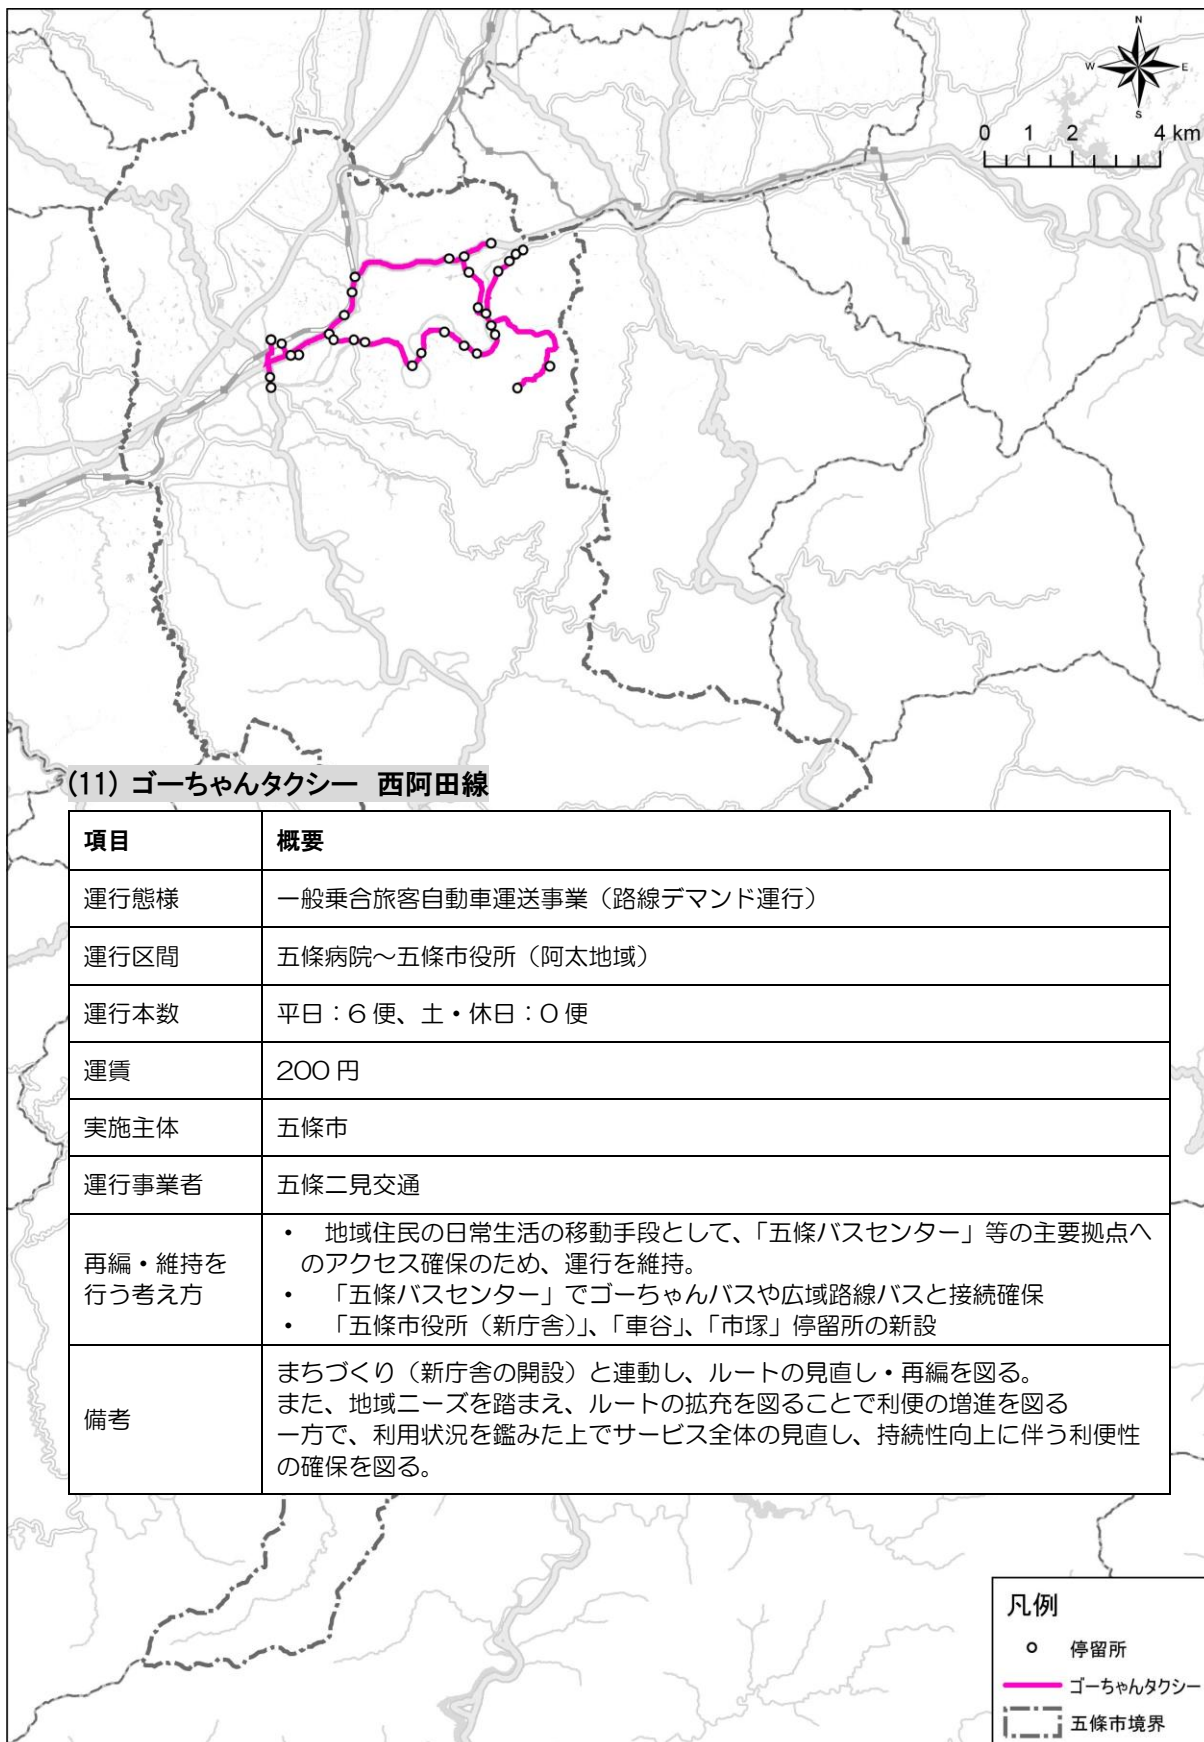 N
W
E
S
0 1 2 4 km
(11) ゴーちゃんタクシー 西阿田線
項目 概要
運行態様 一般乗合旅客自動車運送事業（路線デマンド運行）
運行区間 五條病院～五條市役所（阿太地域）
運行本数 平日：6便、土・休日：0便
運賃 200円
実施主体 五條市
運行事業者 五條二見交通
再編・維持を
行う考え方
・ 地域住民の日常生活の移動手段として、「五條バスセンター」等の主要拠点へ
のアクセス確保のため、運行を維持。
・ 「五條バスセンター」でゴーちゃんバスや広域路線バスと接続確保
・ 「五條市役所（新庁舎）」、「車谷」、「市塚」停留所の新設
備考
まちづくり（新庁舎の開設）と連動し、ルートの見直し・再編を図る。
また、地域ニーズを踏まえ、ルートの拡充を図ることで利便の増進を図る
一方で、利用状況を鑑みた上でサービス全体の見直し、持続性向上に伴う利便性
の確保を図る。
凡例
停留所
ゴーちゃんタクシー
五條市境界